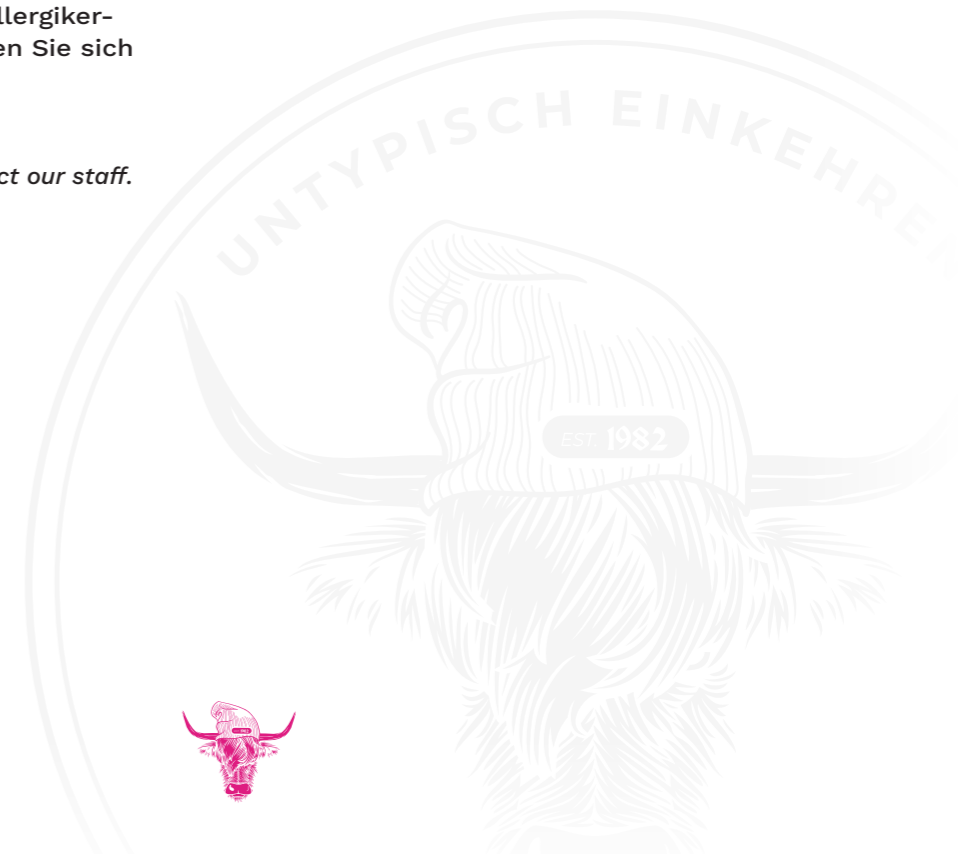 llergiker-
en Sie sich
ct our staff.
UNTYPISCH EINKEHREN
EST. 1982